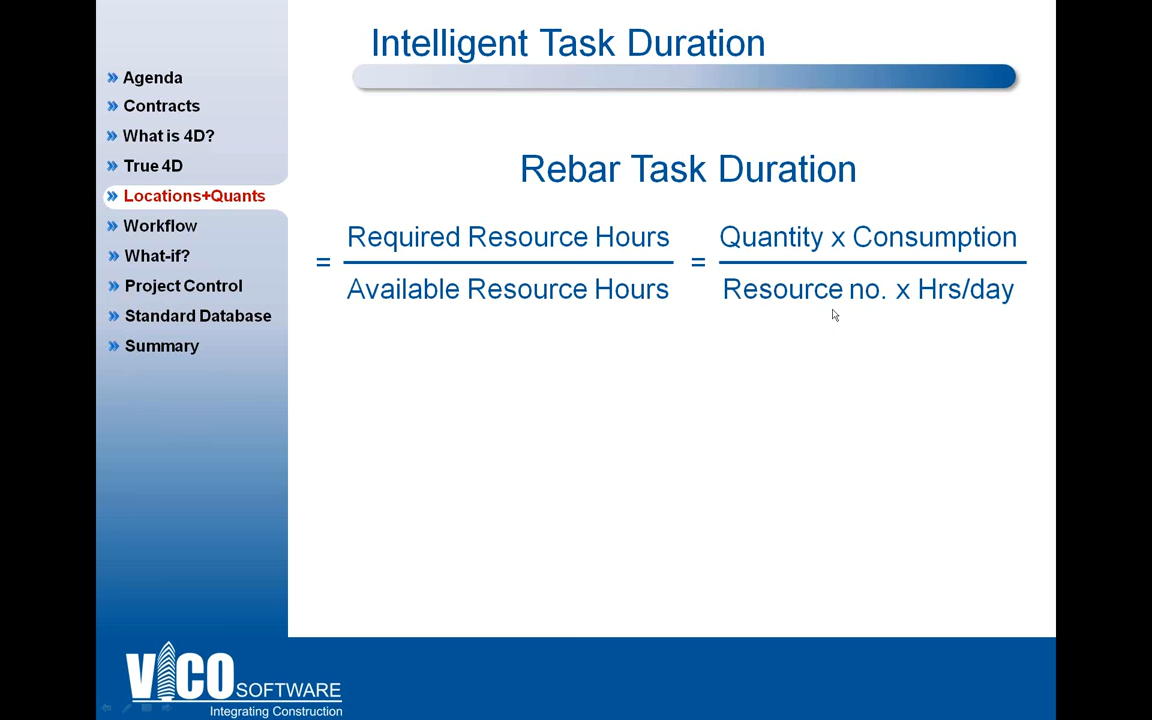 Intelligent Task Duration
Agenda
Contracts
What is 4D?
True 4D
Locations+Quants
Workflow
What-if?
Project Control
Standard Database
Summary
Rebar Task Duration
= Required Resource Hours = Quantity x Consumption
Available Resource Hours Resource no. x Hrs/day
VICO SOFTWARE
Integrating Construction